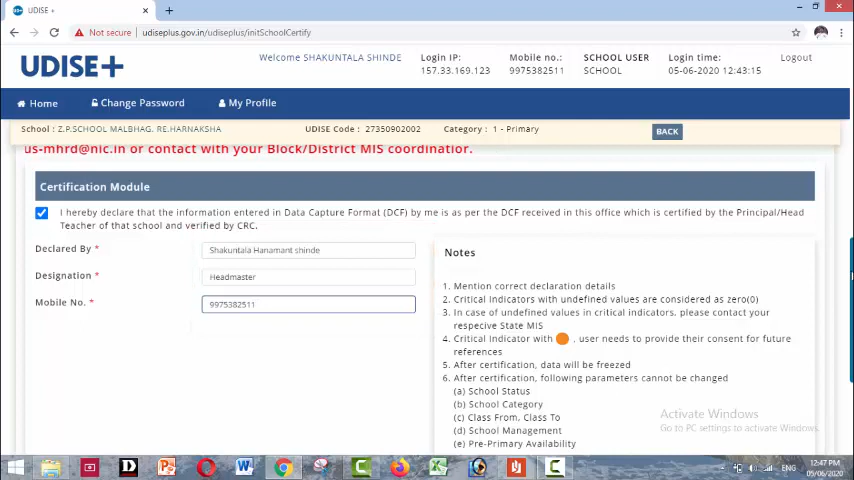 UDISE +
Not secure | udiseplus.gov.in/udiseplus/initSchoolCertify
UDISE+
Welcome SHAKUNTALA SHINDE
Login IP:
157.33.169.123
Mobile no.:
9975382511
SCHOOL USER
SCHOOL
Login time:
05-06-2020 12:43:15
Logout
Home
Change Password
My Profile
School : Z.P.SCHOOL MALBHAG. RE.HARNAKSHA
UDISE Code : 27350902002
Category : 1 - Primary
BACK
us-mhrd@nic.in or contact with your Block/District MIS coordinatior.
Certification Module
I hereby declare that the information entered in Data Capture Format (DCF) by me is as per the DCF received in this office which is certified by the Principal/Head
Teacher of that school and verified by CRC.
Declared By *
Shakuntala Hanamant shinde
Designation *
Headmaster
Mobile No. *
9975382511
Notes
1. Mention correct declaration details
2. Critical Indicators with undefined values are considered as zero(0)
3. In case of undefined values in critical indicators, please contact your
respecive State MIS
4. Critical Indicator with , user needs to provide their consent for future
references
5. After certification, data will be freezed
6. After certification, following parameters cannot be changed
(a) School Status
(b) School Category
(c) Class From, Class To
(d) School Management
(e) Pre-Primary Availability
Activate Windows
Go to PC settings to activate Windows.
ENG
12:47 PM
05/06/2020